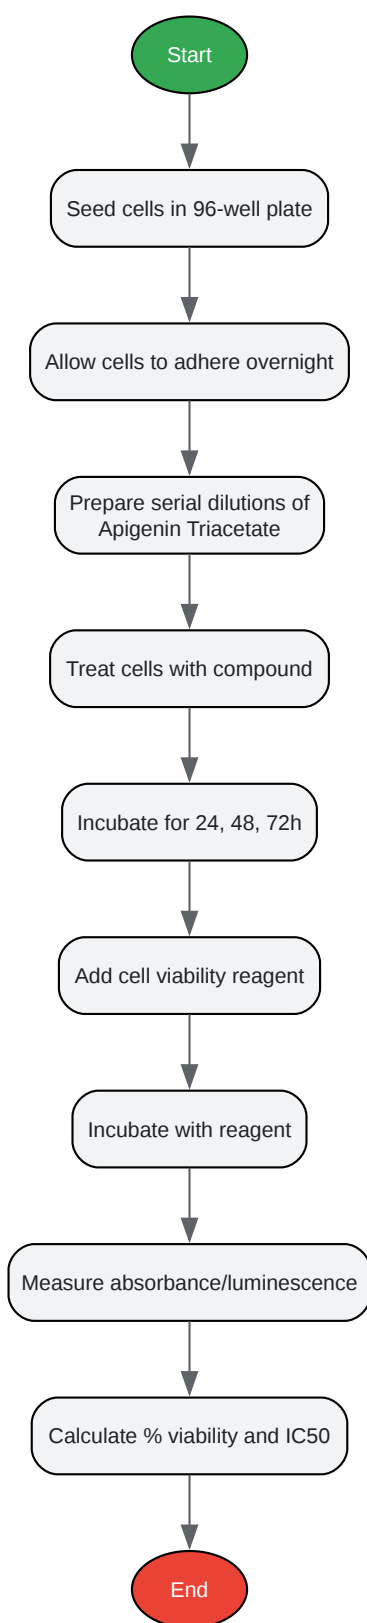 Start
Seed cells in 96-well plate
Allow cells to adhere overnight
Prepare serial dilutions of
Apigenin Triacetate
Treat cells with compound
Incubate for 24, 48, 72h
Add cell viability reagent
Incubate with reagent
Measure absorbance/luminescence
Calculate % viability and IC50
End